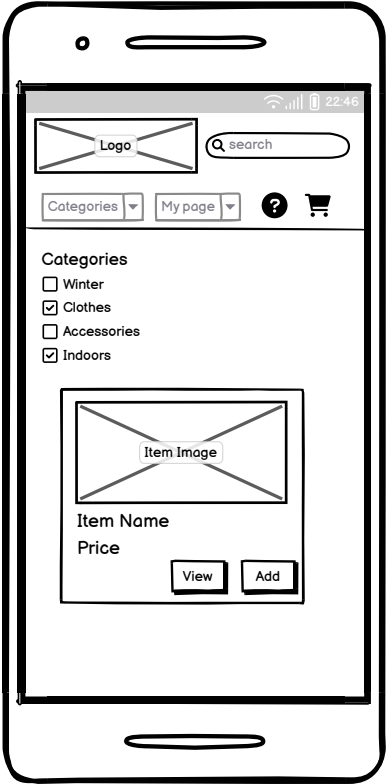 22:46
Logo
search
Categories
My page
?
Categories
Winter
Clothes
Accessories
Indoors
Item Image
Item Name
Price
View
Add